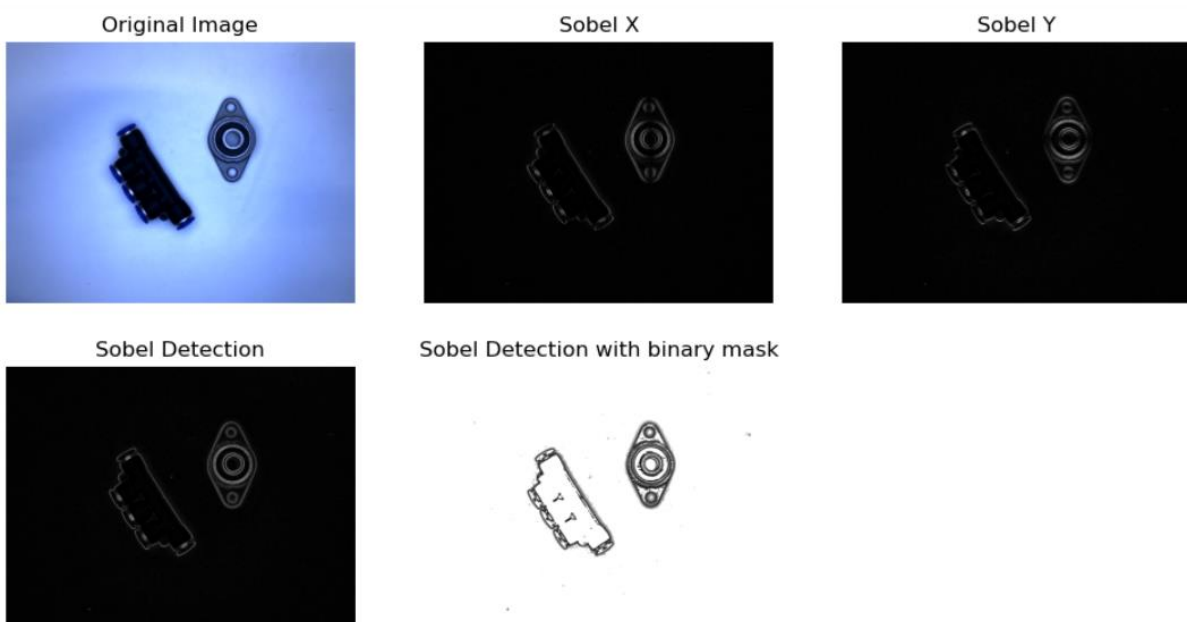 Original Image
Sobel X
Sobel Y
Sobel Detection
Sobel Detection with binary mask